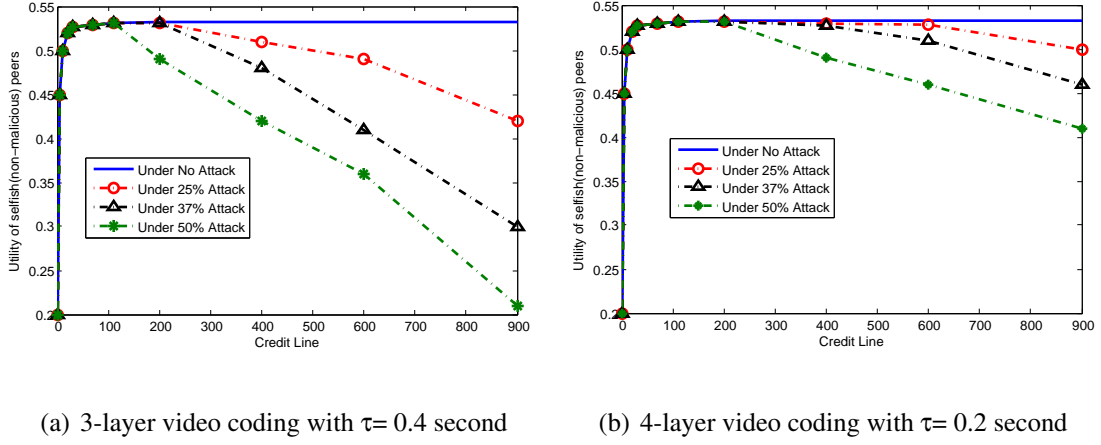 0.55
0.5
0.45
0.4
0.35
0.3
0.25
0.2
Utility of selfish(non−malicious) peers
Under No Attack
Under 25% Attack
Under 37% Attack
Under 50% Attack
0 100 200 300 400 500 600 700 800 900
Credit Line
(a) 3-layer video coding with τ= 0.4 second
0.55
0.5
0.45
0.4
0.35
0.3
0.25
0.2
Utility of selfish(non−malicious) peers
Under No Attack
Under 25% Attack
Under 37% Attack
Under 50% Attack
0 100 200 300 400 500 600 700 800 900
Credit Line
(b) 4-layer video coding with τ= 0.2 second